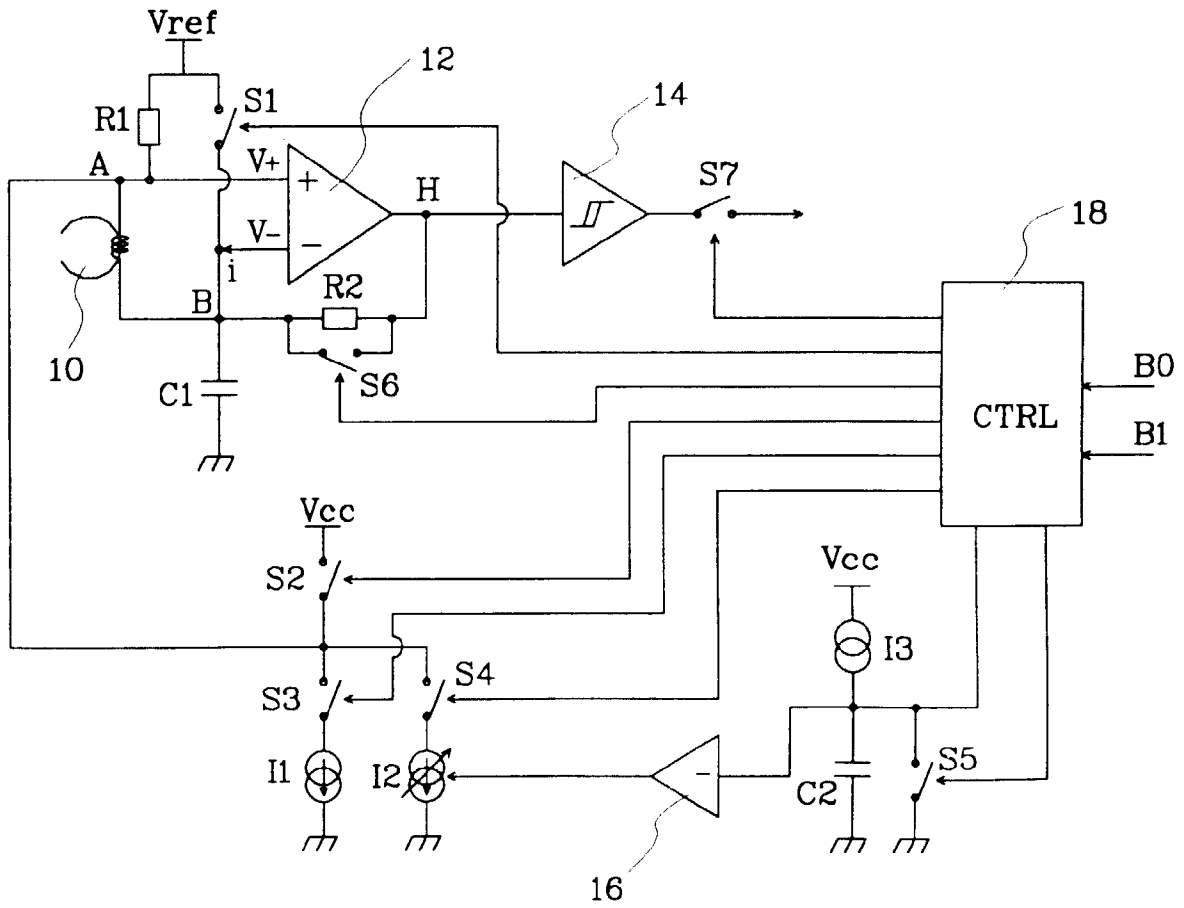 Vref
12
S1
14
R1
A
V+
+
H
S7
18
V-
-
i
R2
B
10
C1
S6
B0
CTRL
B1
Vcc
S2
Vcc
I3
S3
S4
I1
I2
-
C2
S5
16